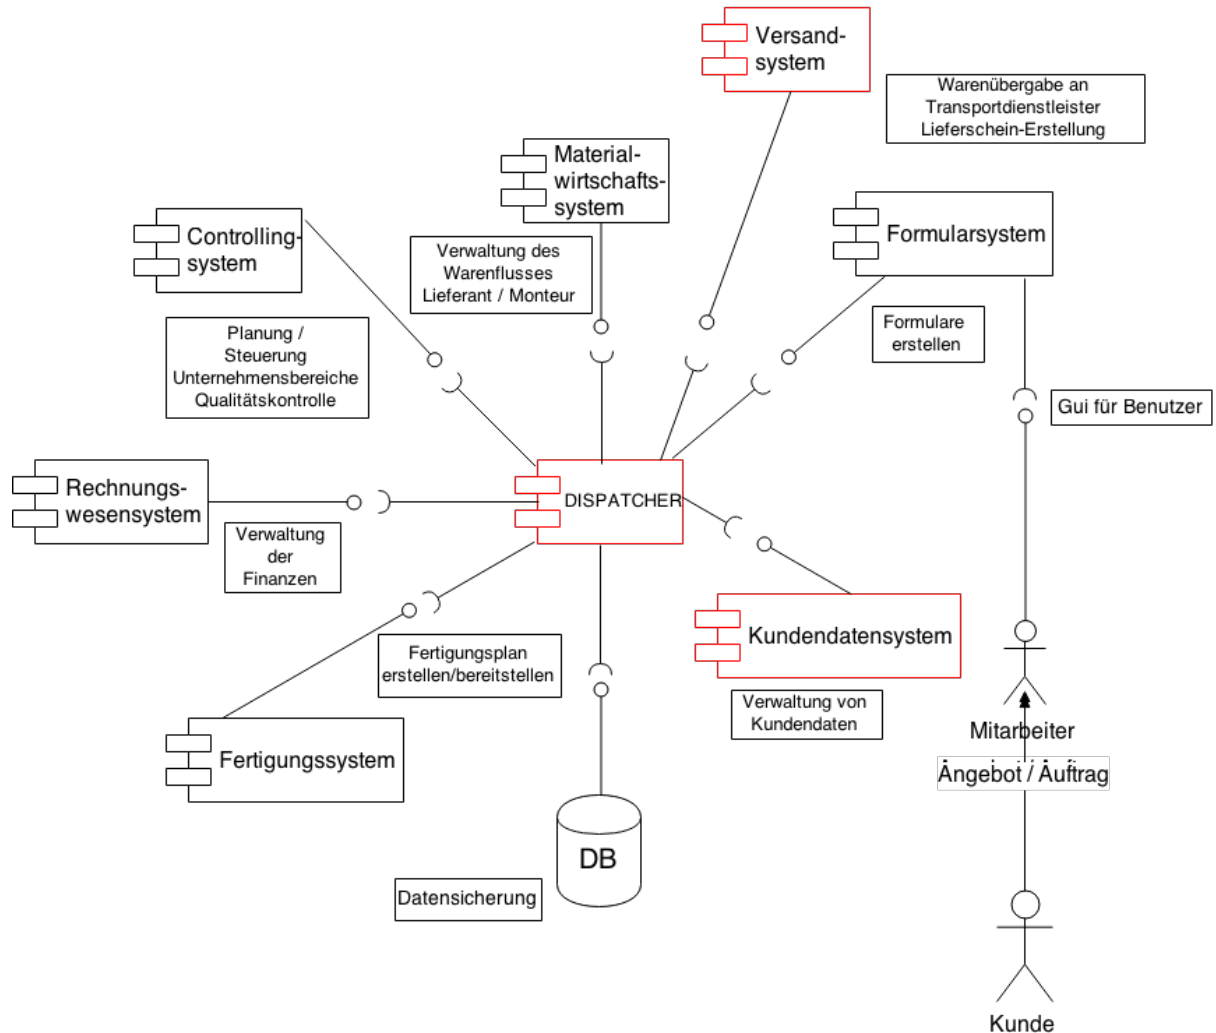 Versand-
system
Warenübergabe an
Transportdienstleister
Lieferschein-Erstellung
Material-
wirtschafts-
system
Formularsystem
Controlling-
system
Verwaltung des
Warenflusses
Lieferant / Monteur
Formulare
erstellen
Planung /
Steuerung
Unternehmensbereiche
Qualitätskontrolle
Gui für Benutzer
Rechnungs-
wesensystem
DISPATCHER
Verwaltung
der
Finanzen
Kundendatensystem
Fertigungsplan
erstellen/bereitstellen
Verwaltung von
Kundendaten
Fertigungssystem
Mitarbeiter
Angebot / Auftrag
DB
Datensicherung
Kunde